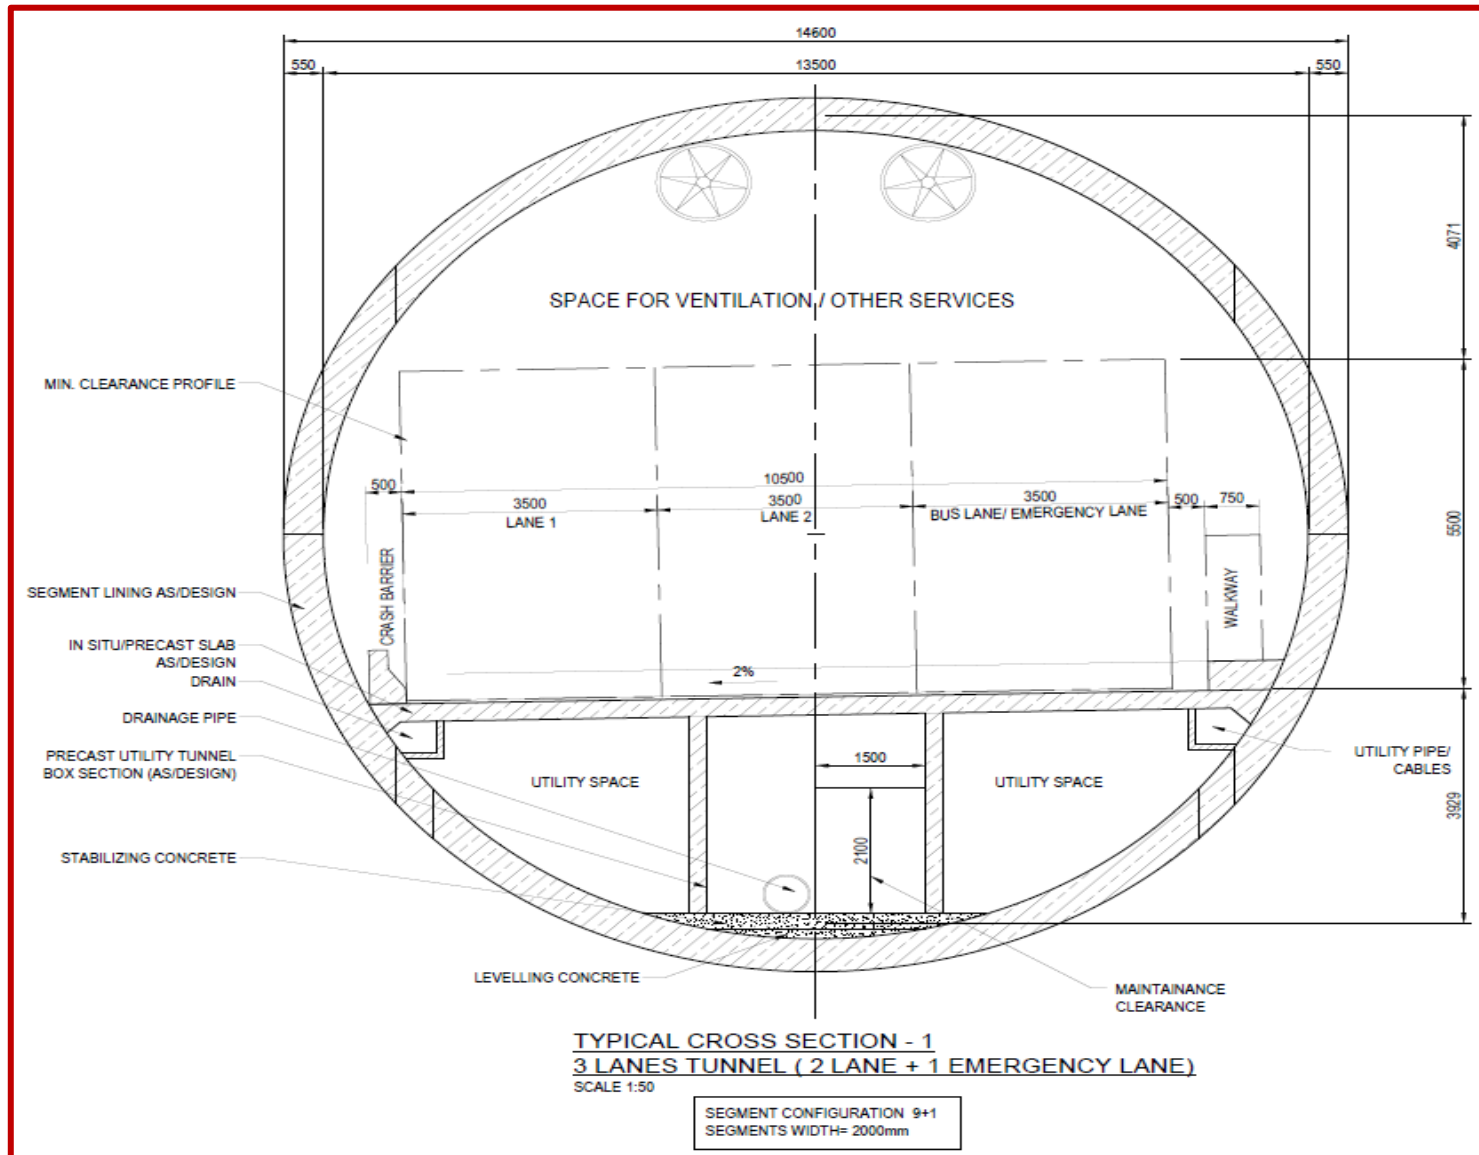 14600
550
13500
550
4071
SPACE FOR VENTILATION / OTHER SERVICES
MIN. CLEARANCE PROFILE
10500
500
3500
LANE 1
3500
LANE 2
3500
BUS LANE/ EMERGENCY LANE
500
750
5500
CRASH BARRIER
WALKWAY
SEGMENT LINING AS/DESIGN
IN SITU/PRECAST SLAB
AS/DESIGN
DRAIN
2%
DRAINAGE PIPE
PRECAST UTILITY TUNNEL
BOX SECTION (AS/DESIGN)
UTILITY SPACE
1500
UTILITY SPACE
UTILITY PIPE/
CABLES
3929
2100
STABILIZING CONCRETE
LEVELLING CONCRETE
MAINTAINANCE
CLEARANCE
TYPICAL CROSS SECTION - 1
3 LANES TUNNEL ( 2 LANE + 1 EMERGENCY LANE)
SCALE 1:50
SEGMENT CONFIGURATION 9+1
SEGMENTS WIDTH= 2000mm